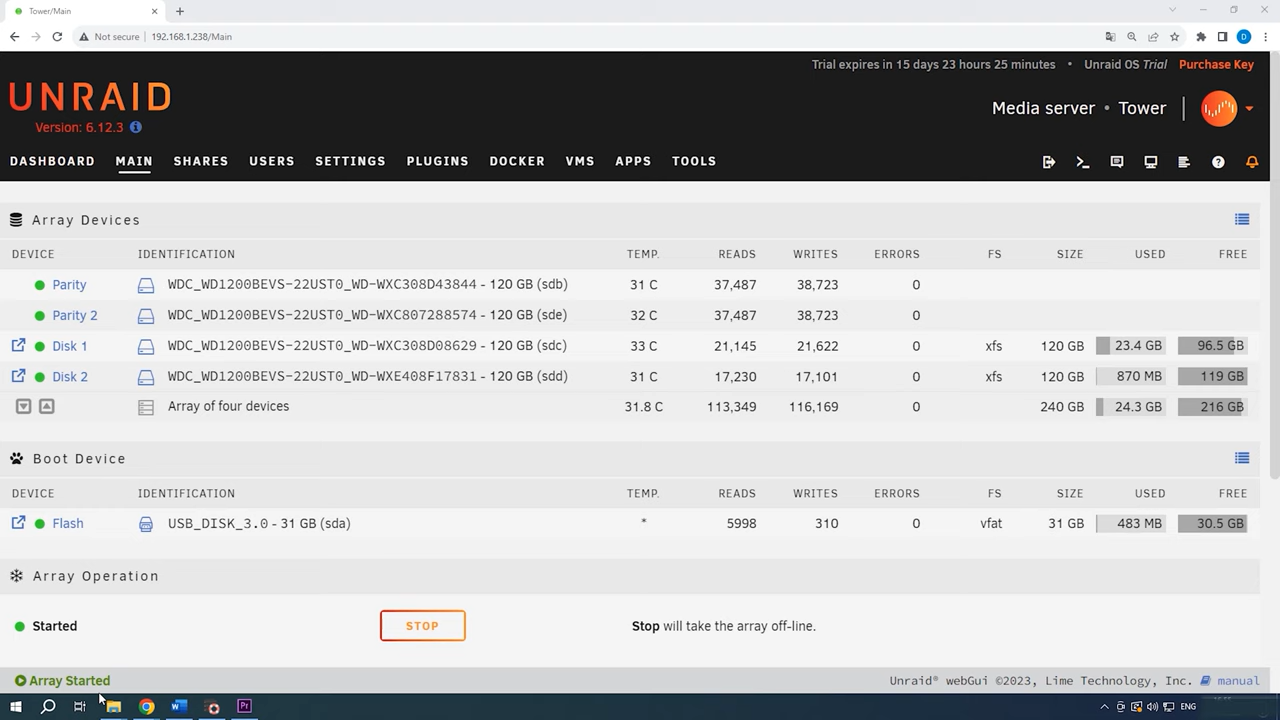 Tower/Main
Not secure 192.168.1.238/Main
D
Trial expires in 15 days 23 hours 25 minutes • Unraid OS Trial Purchase Key
UNRAID
Version: 6.12.3
Media server • Tower
DASHBOARD MAIN SHARES USERS SETTINGS PLUGINS DOCKER VMS APPS TOOLS
Array Devices
DEVICE IDENTIFICATION TEMP. READS WRITES ERRORS FS SIZE USED FREE
Parity WDC_WD1200BEVS-22UST0_WD-WXC308D43844 - 120 GB (sdb) 31 C 37,487 38,723 0
Parity 2 WDC_WD1200BEVS-22UST0_WD-WXC807288574 - 120 GB (sde) 32 C 37,487 38,723 0
Disk 1 WDC_WD1200BEVS-22UST0_WD-WXC308D08629 - 120 GB (sdc) 33 C 21,145 21,622 0 xfs 120 GB 23.4 GB 96.5 GB
Disk 2 WDC_WD1200BEVS-22UST0_WD-WXE408F17831 - 120 GB (sdd) 31 C 17,230 17,101 0 xfs 120 GB 870 MB 119 GB
Array of four devices 31.8 C 113,349 116,169 0 240 GB 24.3 GB 216 GB
Boot Device
DEVICE IDENTIFICATION TEMP. READS WRITES ERRORS FS SIZE USED FREE
Flash USB_DISK_3.0 - 31 GB (sda) * 5998 310 0 vfat 31 GB 483 MB 30.5 GB
Array Operation
Started STOP Stop will take the array off-line.
Array Started Unraid® webGui ©2023, Lime Technology, Inc. manual
Pr ENG